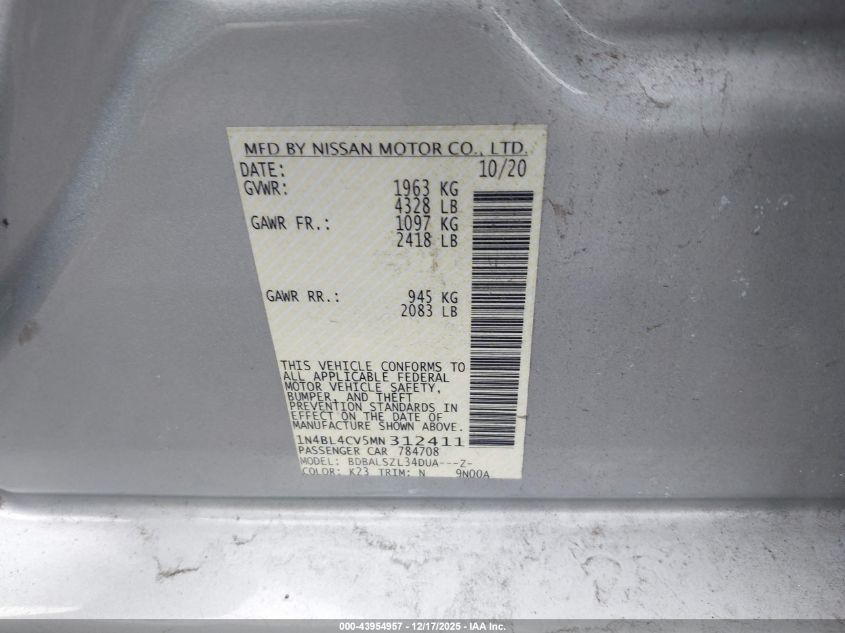 MFD BY NISSAN MOTOR CO., LTD.
DATE: 10/20
GVWR: 1963 KG
4328 LB
GAWR FR.: 1097 KG
2418 LB
GAWR RR.: 945 KG
2083 LB
THIS VEHICLE CONFORMS TO
ALL APPLICABLE FEDERAL
MOTOR VEHICLE SAFETY,
BUMPER, AND THEFT
PREVENTION STANDARDS IN
EFFECT ON THE DATE OF
MANUFACTURE SHOWN ABOVE.
1N4BL4CV5MN312411
PASSENGER CAR 784708
MODEL: BDBALSZL34DUA---Z-
COLOR: K23 TRIM: N 9N00A
000-43954957 - 12/17/2025 - IAA Inc.